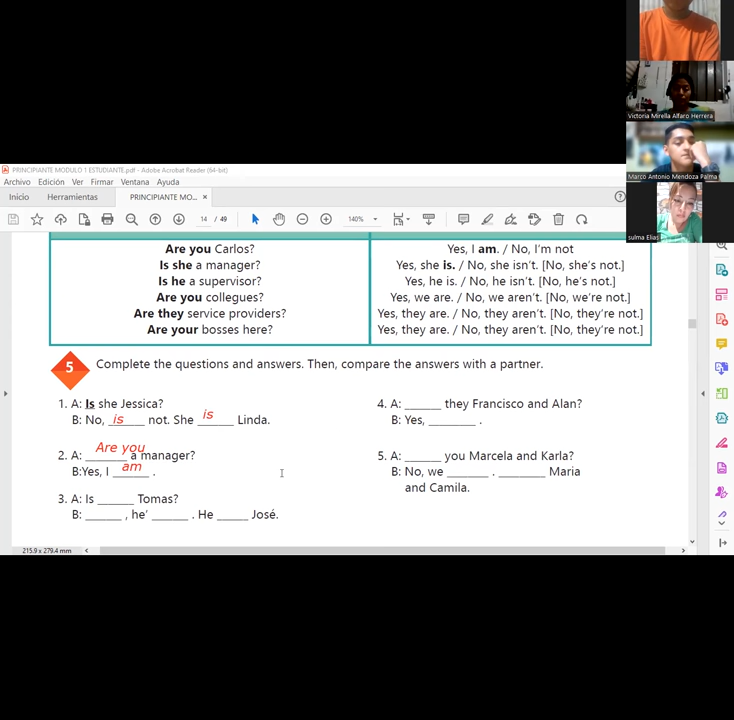 Victoria Mirella Alfaro Herrera
Marco Antonio Mendoza Palma
sulma Elias
PRINCIPIANTE MODULO 1 ESTUDIANTE.pdf - Adobe Acrobat Reader (64-bit)
Archivo Edición Ver Firmar Ventana Ayuda
Inicio Herramientas PRINCIPIANTE MO... ×
14 / 49 140%
Are you Carlos? Yes, I am. / No, I'm not
Is she a manager? Yes, she is. / No, she isn't. [No, she's not.]
Is he a supervisor? Yes, he is. / No, he isn't. [No, he's not.]
Are you collegues? Yes, we are. / No, we aren't. [No, we're not.]
Are they service providers? Yes, they are. / No, they aren't. [No, they're not.]
Are your bosses here? Yes, they are. / No, they aren't. [No, they're not.]
5 Complete the questions and answers. Then, compare the answers with a partner.
1. A: Is she Jessica?
B: No, is not. She is Linda.
2. A: Are you a manager?
B:Yes, I am .
3. A: Is ______ Tomas?
B: ______ , he' ______ . He _____ José.
4. A: ______ they Francisco and Alan?
B: Yes, ________ .
5. A: ______ you Marcela and Karla?
B: No, we _______ . ________ Maria
and Camila.
215.9 x 279.4 mm